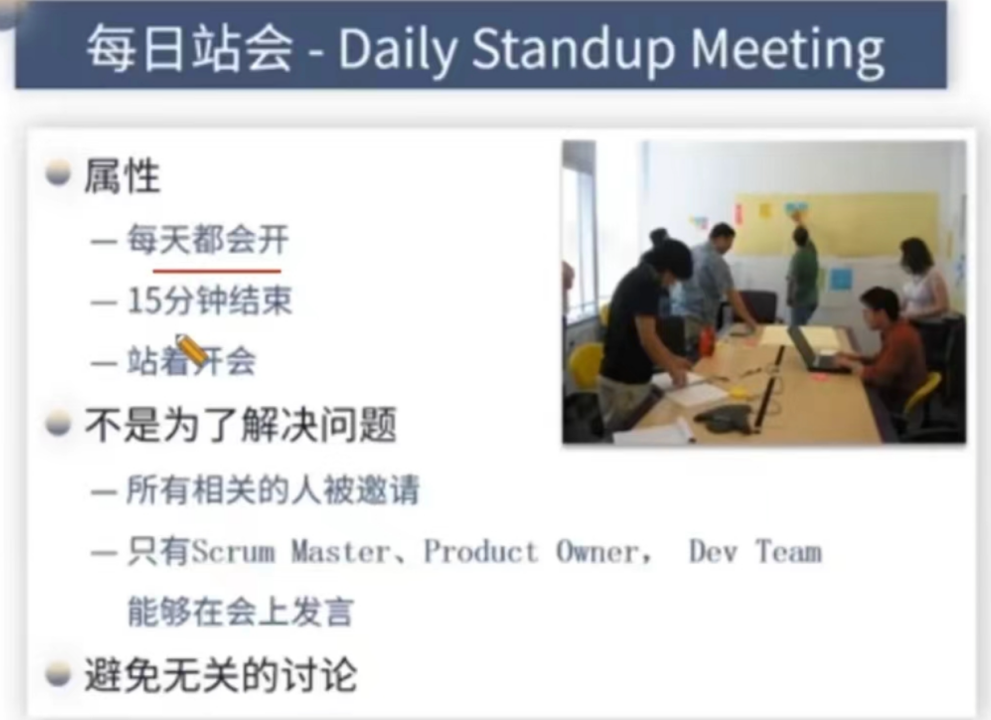 每日站会 - Daily Standup Meeting
属性
— 每天都会开
— 15分钟结束
— 站着开会
不是为了解决问题
— 所有相关的人被邀请
— 只有Scrum Master、Product Owner， Dev Team
能够在会上发言
避免无关的讨论